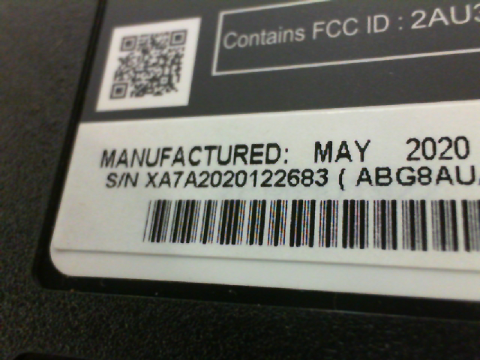 Contains FCC ID : 2AU3
MANUFACTURED: MAY 2020
S/N XA7A2020122683 ( ABG8AU